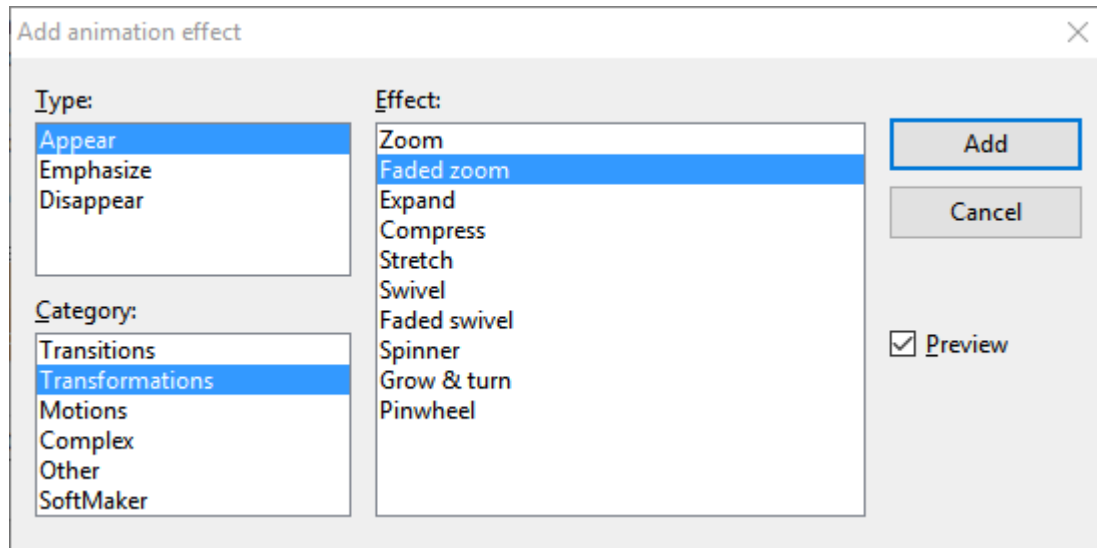 Add animation effect
Type:
Appear
Emphasize
Disappear
Category:
Transitions
Transformations
Motions
Complex
Other
SoftMaker
Effect:
Zoom
Faded zoom
Expand
Compress
Stretch
Swivel
Faded swivel
Spinner
Grow & turn
Pinwheel
Add
Cancel
Preview